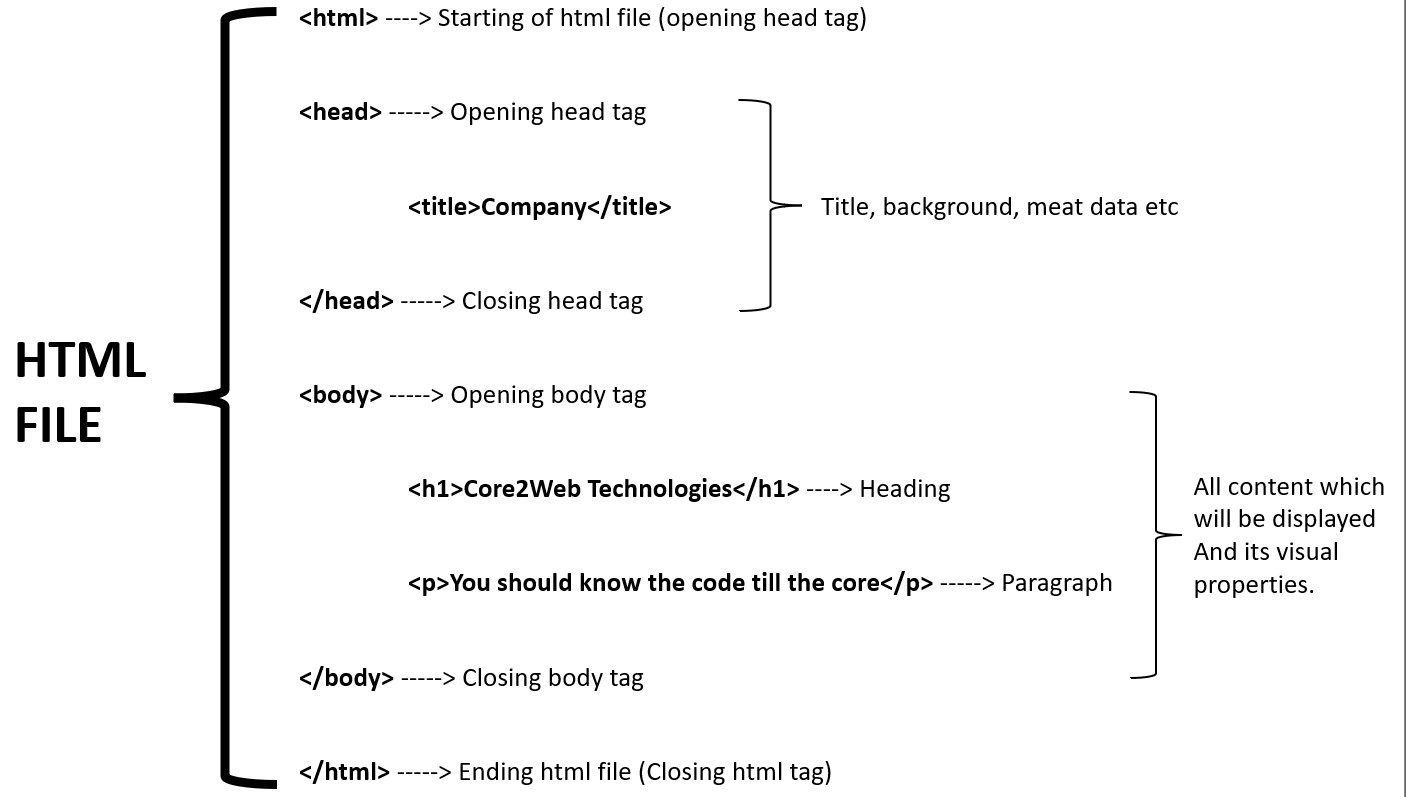 <html> ----> Starting of html file (opening head tag)
<head> -----> Opening head tag
<title>Company</title>
Title, background, meat data etc
</head> -----> Closing head tag
HTML
FILE
<body> -----> Opening body tag
<h1>Core2Web Technologies</h1> ----> Heading
<p>You should know the code till the core</p> -----> Paragraph
All content which
will be displayed
And its visual
properties.
</body> -----> Closing body tag
</html> -----> Ending html file (Closing html tag)